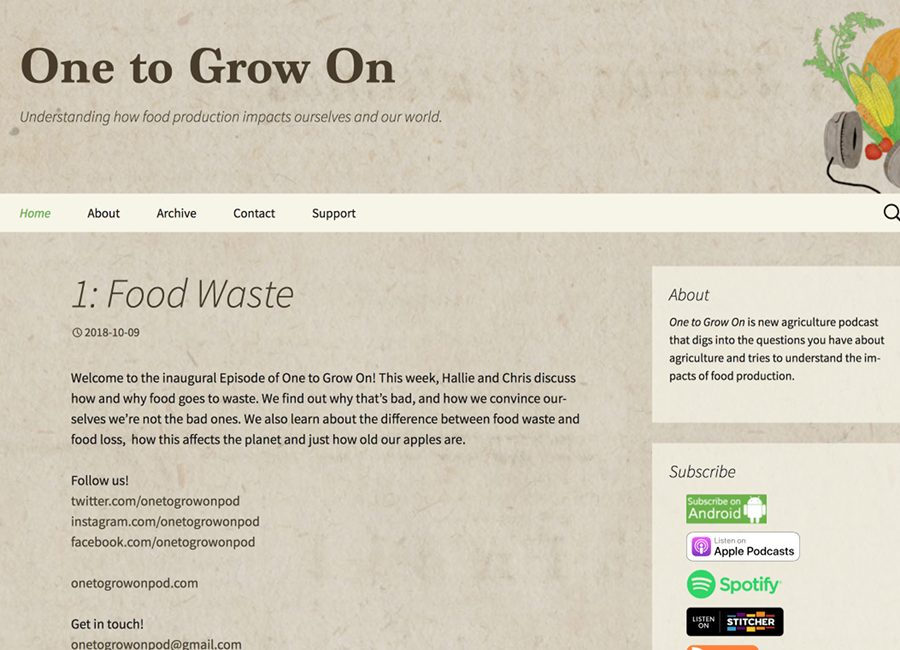 One to Grow On
Understanding how food production impacts ourselves and our world.
Home About Archive Contact Support
1: Food Waste
2018-10-09
Welcome to the inaugural Episode of One to Grow On! This week, Hallie and Chris discuss
how and why food goes to waste. We find out why that's bad, and how we convince our-
selves we're not the bad ones. We also learn about the difference between food waste and
food loss, how this affects the planet and just how old our apples are.
Follow us!
twitter.com/onetogrowonpod
instagram.com/onetogrowonpod
facebook.com/onetogrowonpod
onetogrowonpod.com
Get in touch!
onetogrowonpod@gmail.com
About
One to Grow On is new agriculture podcast
that digs into the questions you have about
agriculture and tries to understand the im-
pacts of food production.
Subscribe
Subscribe on
Android
Listen on
Apple Podcasts
Spotify
LISTEN
ON
STITCHER